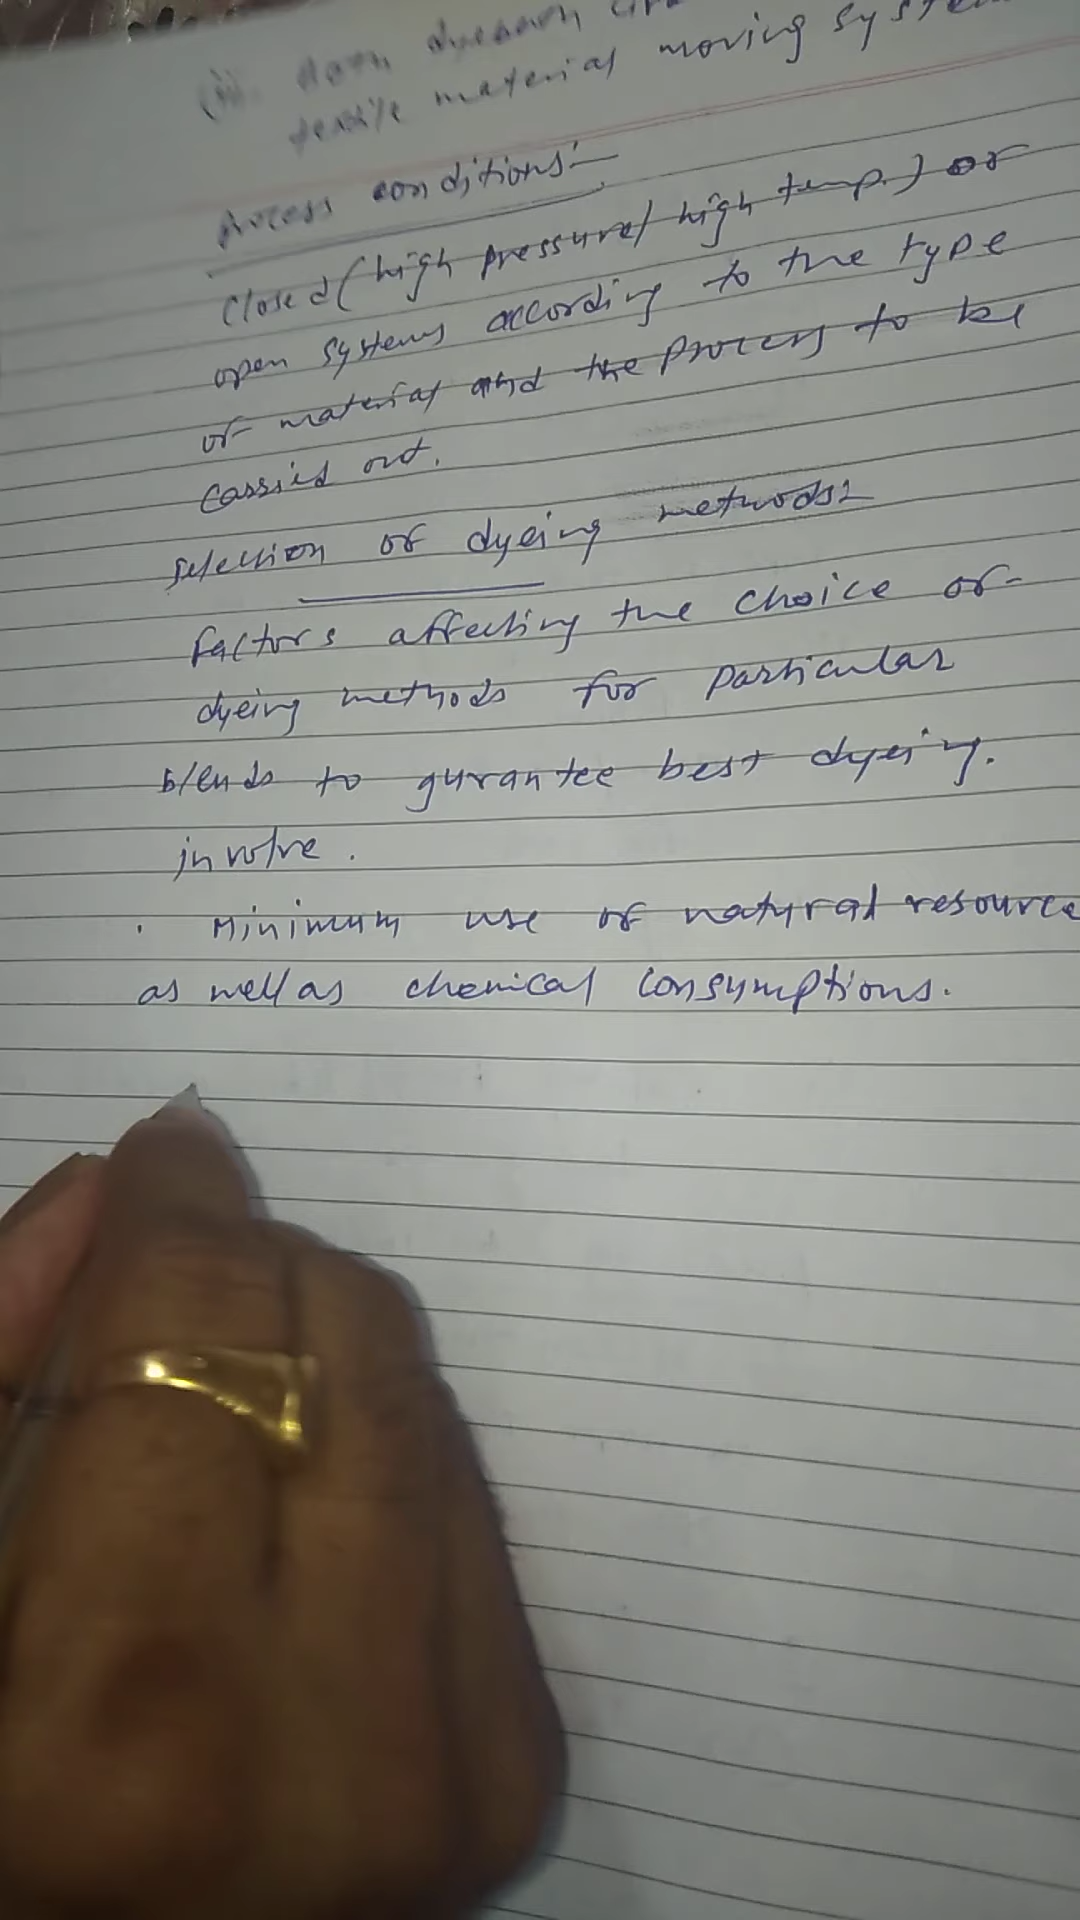 (ii)
textile material moving system
Process conditions:-
Closed (high pressure/ high temp.) or
open systems according to the type
of material and the process to be
carried out.
Selection of dyeing methods:-
factors affecting the choice of
dyeing methods for particular
blends to gurantee best dyeing.
involve.
. Minimum use of natural resource
as well as chemical consumptions.